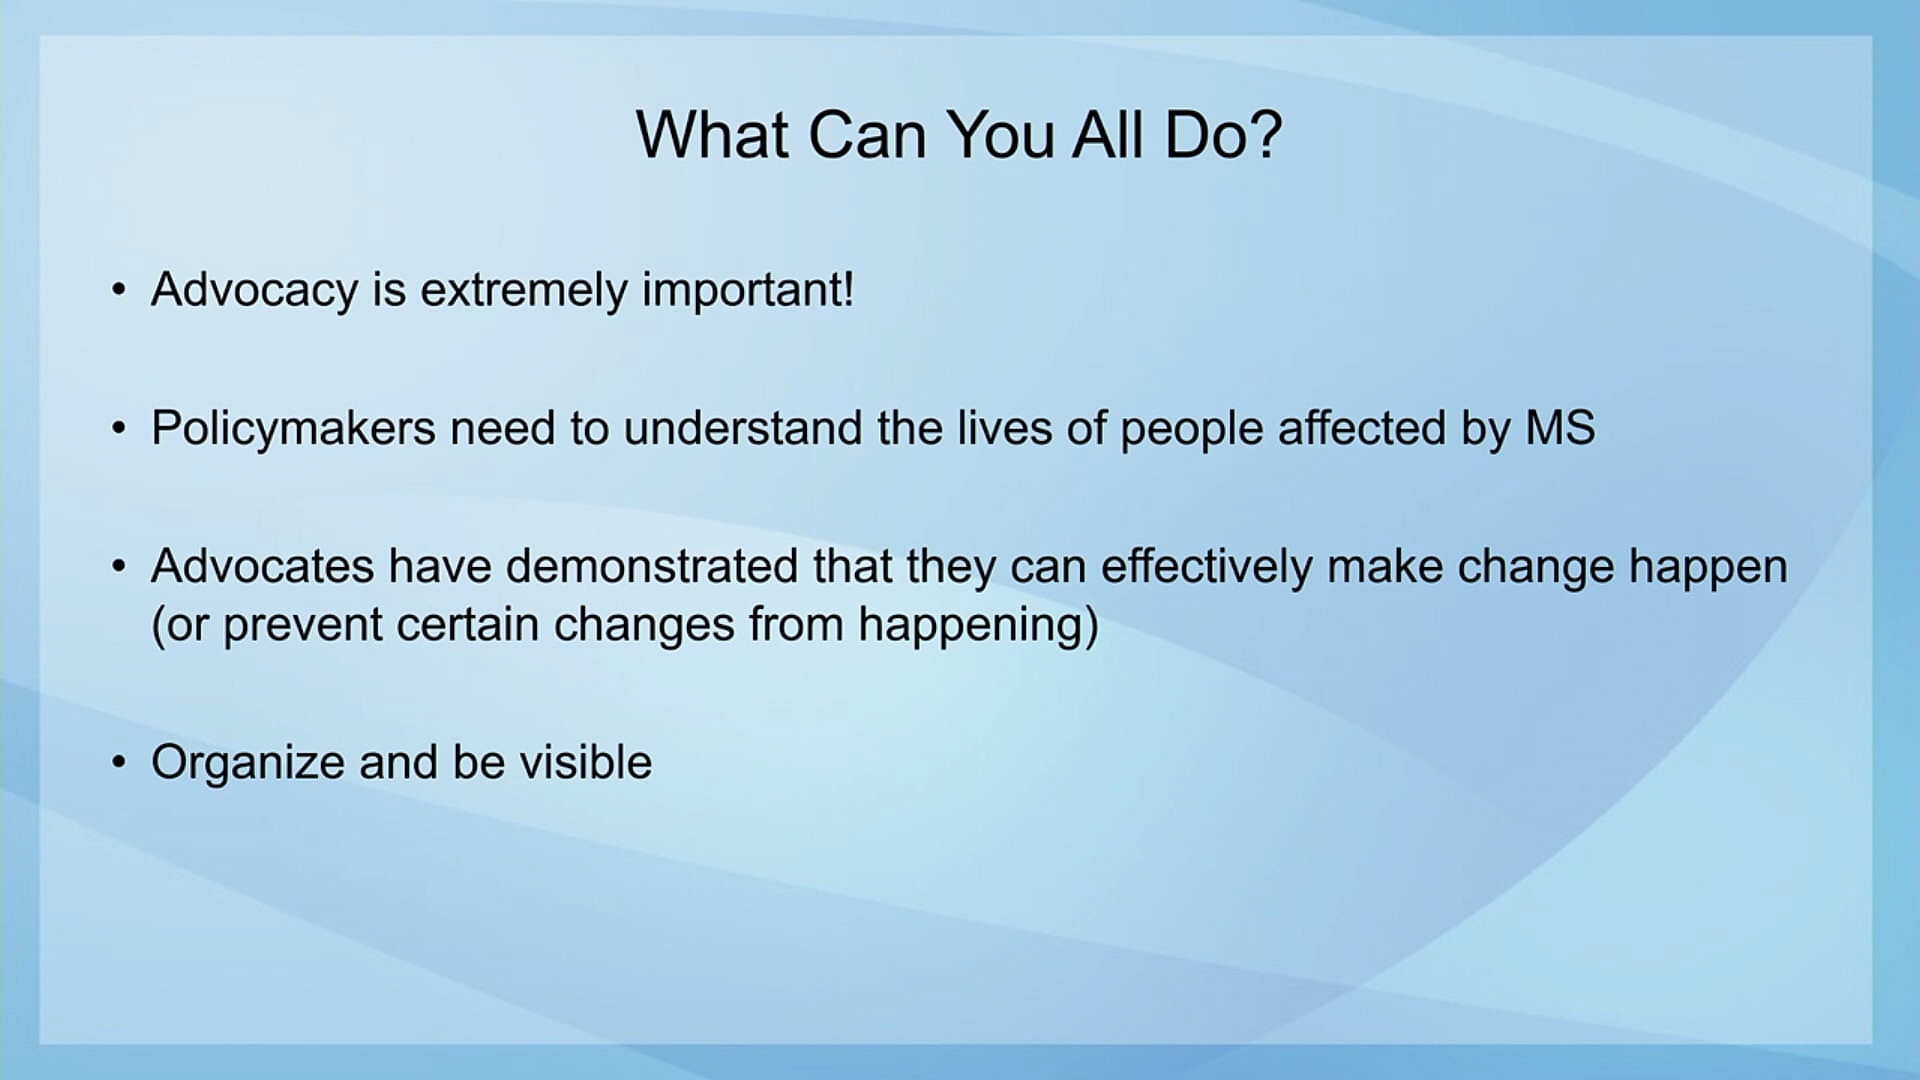 What Can You All Do?
• Advocacy is extremely important!
• Policymakers need to understand the lives of people affected by MS
• Advocates have demonstrated that they can effectively make change happen
(or prevent certain changes from happening)
• Organize and be visible